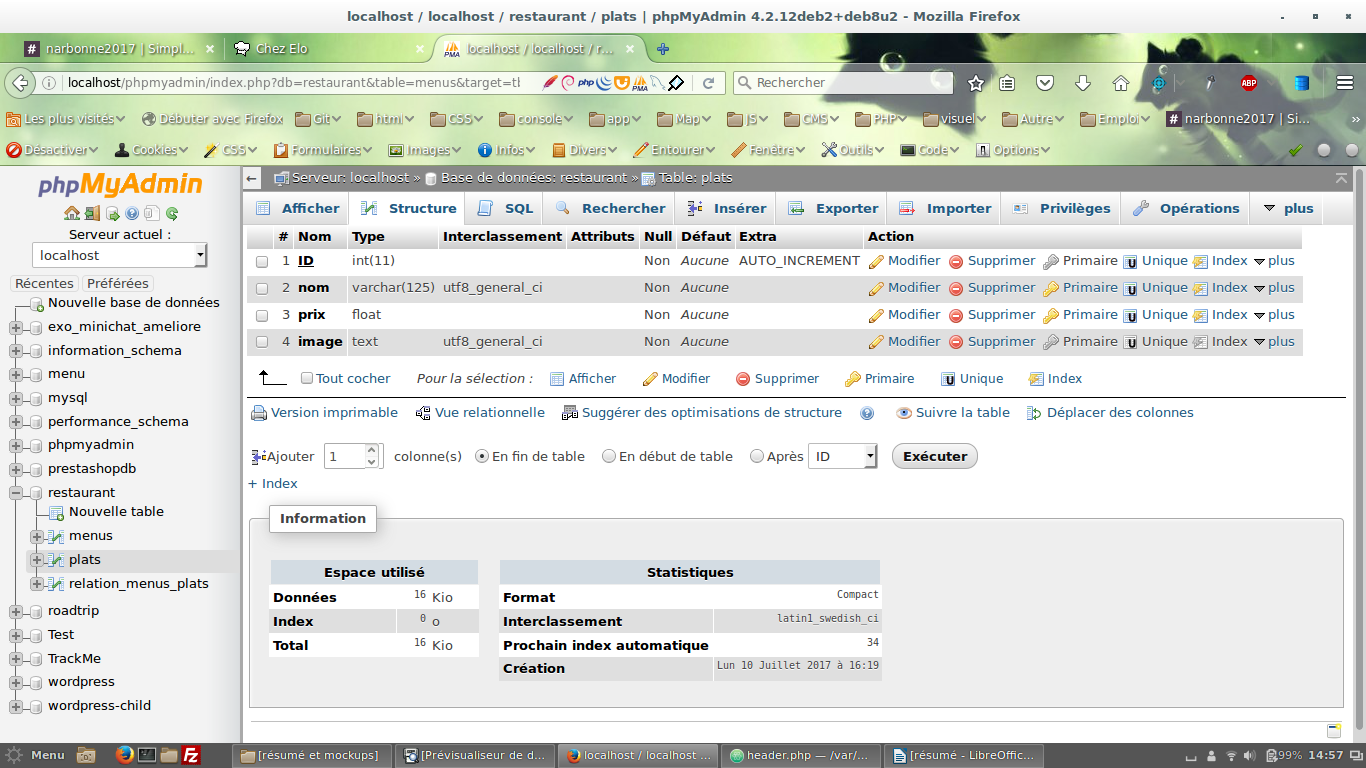 localhost / localhost / restaurant / plats | phpMyAdmin 4.2.12deb2+deb8u2 - Mozilla Firefox
narbonne2017 | Simpl... Chez Elo localhost / localhost / r...
localhost/phpmyadmin/index.php?db=restaurant&table=menus&target=tb Rechercher
Les plus visités Débuter avec Firefox Git html CSS console app Map JS CMS PHP visuel Autre Emploi narbonne2017 | Si... »
Désactiver Cookies CSS Formulaires Images Infos Divers Entourer Fenêtre Outils Code Options
phpMyAdmin
Serveur actuel :
localhost
Récentes Préférées
Nouvelle base de données
exo_minichat_ameliore
information_schema
menu
mysql
performance_schema
phpmyadmin
prestashopdb
restaurant
Nouvelle table
menus
plats
relation_menus_plats
roadtrip
Test
TrackMe
wordpress
wordpress-child
Serveur: localhost » Base de données: restaurant » Table: plats
Afficher Structure SQL Rechercher Insérer Exporter Importer Privilèges Opérations plus
# Nom Type Interclassement Attributs Null Défaut Extra Action
1 ID int(11) Non Aucune AUTO_INCREMENT Modifier Supprimer Primaire Unique Index plus
2 nom varchar(125) utf8_general_ci Non Aucune Modifier Supprimer Primaire Unique Index plus
3 prix float Non Aucune Modifier Supprimer Primaire Unique Index plus
4 image text utf8_general_ci Non Aucune Modifier Supprimer Primaire Unique Index plus
Tout cocher Pour la sélection : Afficher Modifier Supprimer Primaire Unique Index
Version imprimable Vue relationnelle Suggérer des optimisations de structure Suivre la table Déplacer des colonnes
Ajouter 1 colonne(s) En fin de table En début de table Après ID Exécuter
+ Index
Information
Espace utilisé
Données 16 Kio
Index 0 o
Total 16 Kio
Statistiques
Format Compact
Interclassement latin1_swedish_ci
Prochain index automatique 34
Création Lun 10 Juillet 2017 à 16:19
Menu [résumé et mockups] [Prévisualiseur de d... localhost / localhost ... header.php — /var/... [résumé - LibreOffic... 99% 14:57